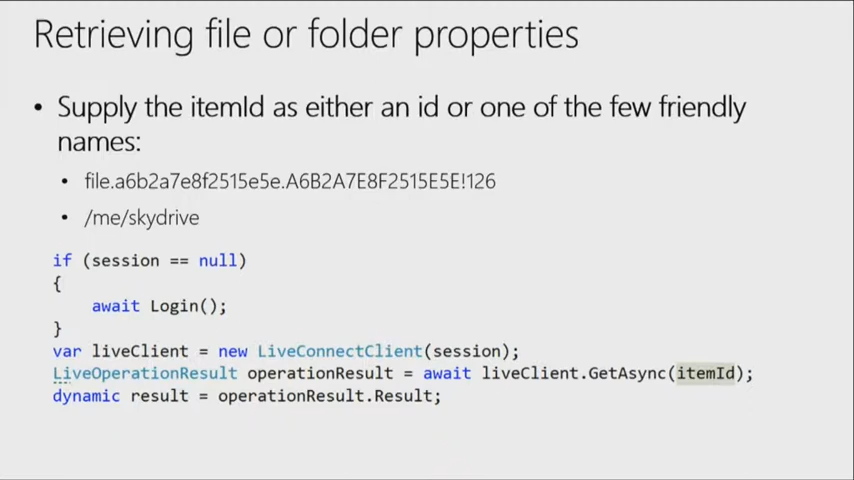 Retrieving file or folder properties
• Supply the itemId as either an id or one of the few friendly
names:
• file.a6b2a7e8f2515e5e.A6B2A7E8F2515E5E!126
• /me/skydrive
if (session == null)
{
    await Login();
}
var liveClient = new LiveConnectClient(session);
LiveOperationResult operationResult = await liveClient.GetAsync(itemId);
dynamic result = operationResult.Result;